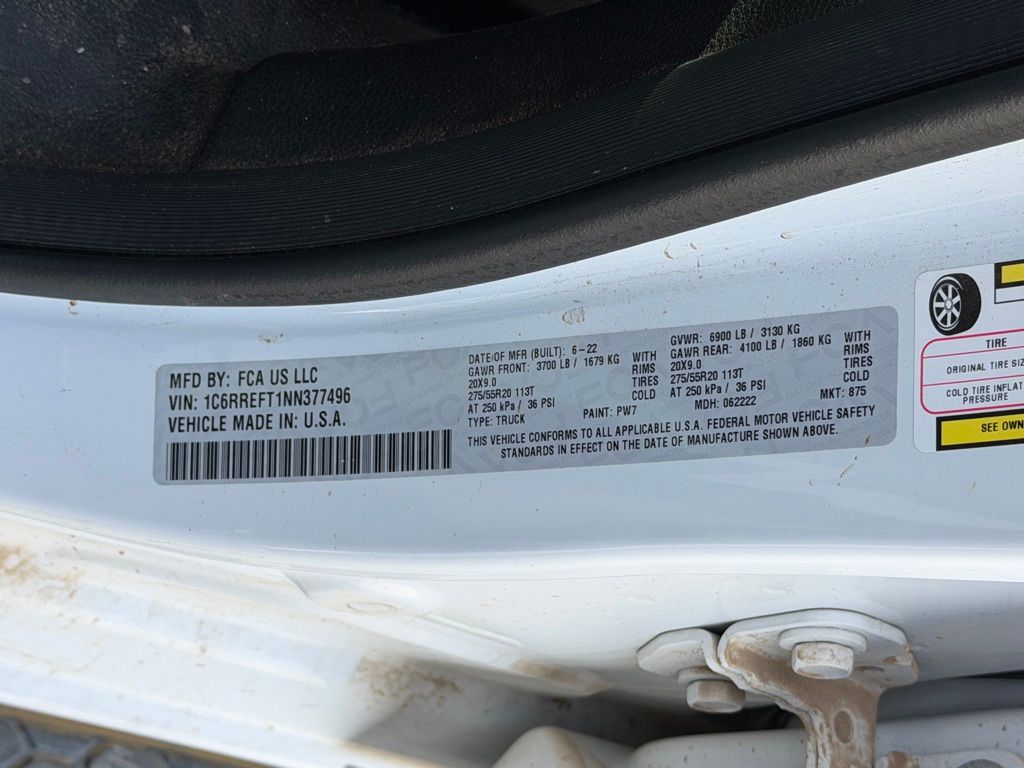 MFD BY: FCA US LLC
VIN: 1C6RREFT1NN377496
VEHICLE MADE IN: U.S.A.
DATE OF MFR (BUILT): 6-22
GAWR FRONT: 3700 LB / 1679 KG WITH
20X9.0 RIMS
275/55R20 113T TIRES
AT 250 kPa / 36 PSI COLD
TYPE: TRUCK PAINT: PW7
GVWR: 6900 LB / 3130 KG
GAWR REAR: 4100 LB / 1860 KG WITH
20X9.0 RIMS
275/55R20 113T TIRES
AT 250 kPa / 36 PSI COLD
MDH: 062222 MKT: 875
THIS VEHICLE CONFORMS TO ALL APPLICABLE U.S.A. FEDERAL MOTOR VEHICLE SAFETY
STANDARDS IN EFFECT ON THE DATE OF MANUFACTURE SHOWN ABOVE.
TIRE
ORIGINAL TIRE
COLD TIRE INFLAT
PRESSURE
SEE OWN